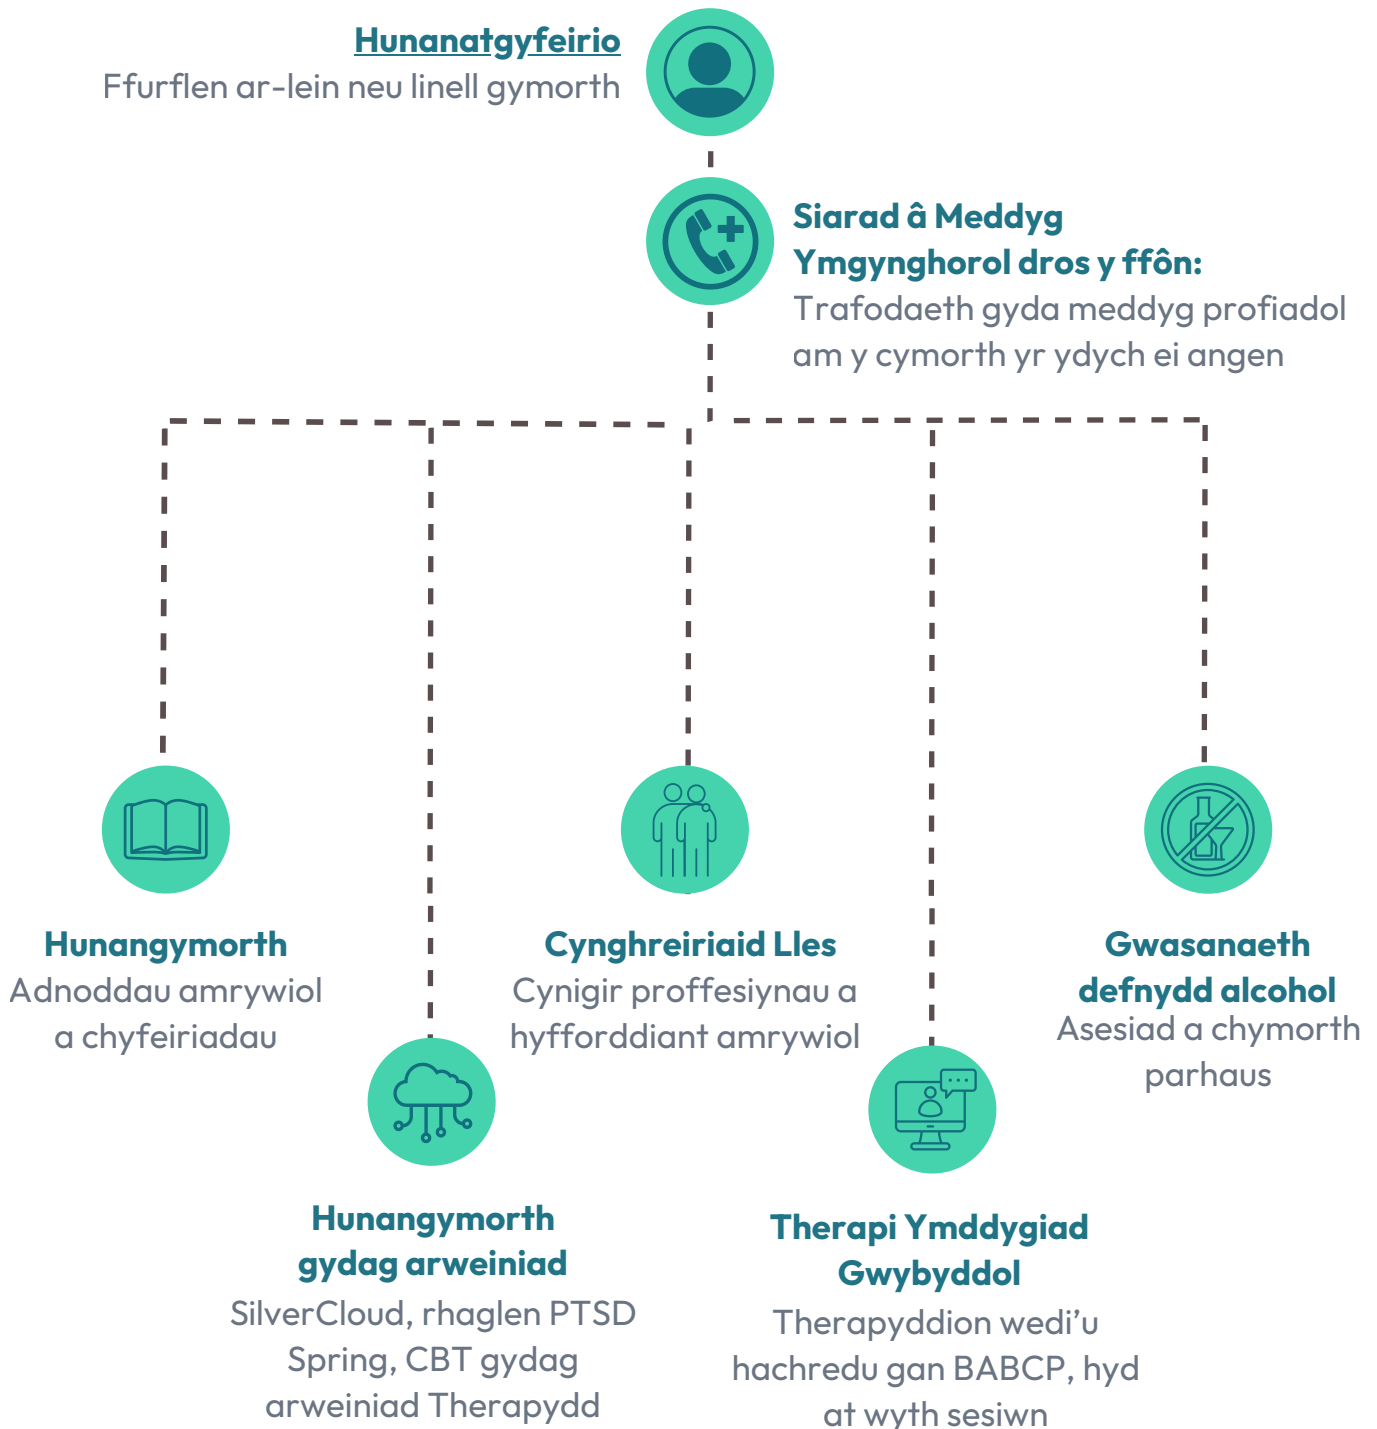 Hunanatgyfeirio
Ffurflen ar-lein neu linell gymorth
Siarad â Meddyg
Ymgynghorol dros y ffôn:
Trafodaeth gyda meddyg profiadol
am y cymorth yr ydych ei angen
Hunangymorth
Adnoddau amrywiol
a chyfeiriadau
Cynghreiriaid Lles
Cynigir proffesiynau a
hyfforddiant amrywiol
Gwasanaeth
defnydd alcohol
Asesiad a chymorth
parhaus
Hunangymorth
gydag arweiniad
SilverCloud, rhaglen PTSD
Spring, CBT gydag
arweiniad Therapydd
Therapi Ymddygiad
Gwybyddol
Therapyddion wedi’u
hachredu gan BABCP, hyd
at wyth sesiwn